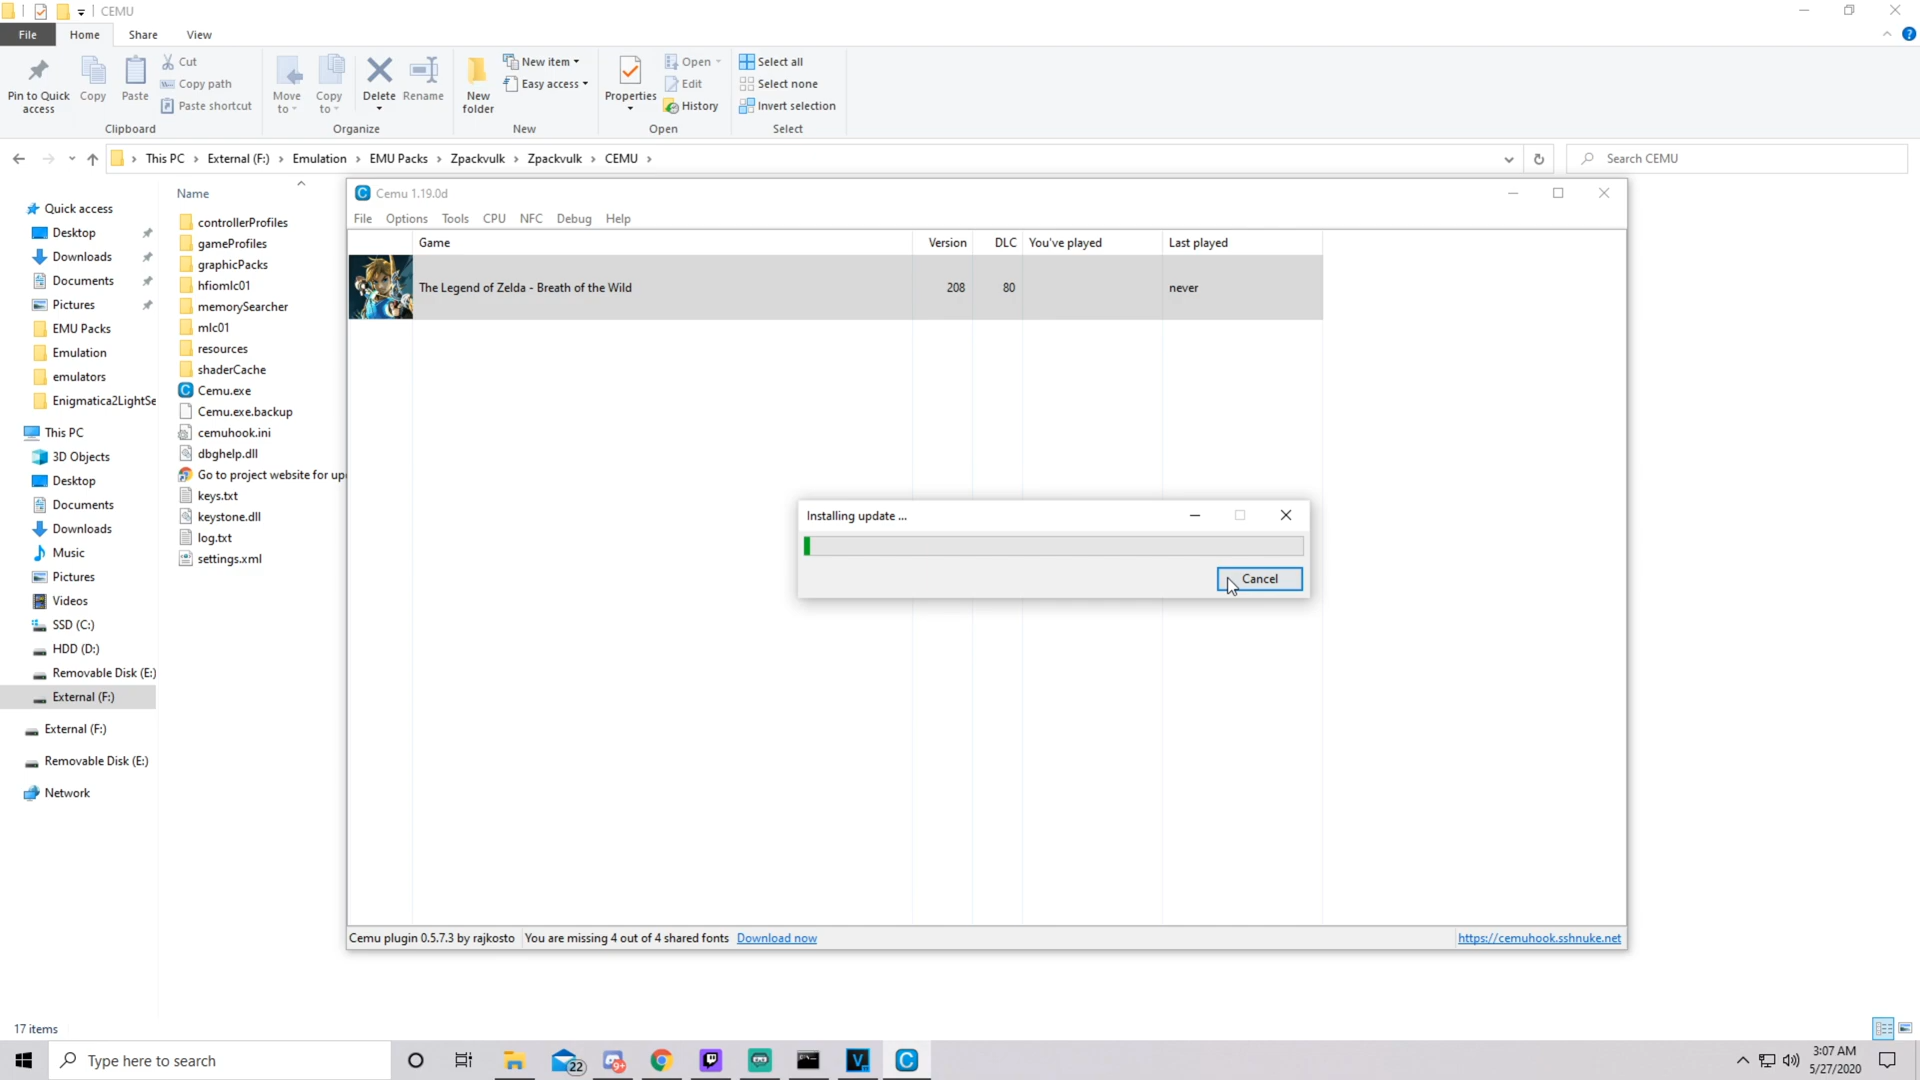 CEMU
File Home Share View
Pin to Quick access
Copy
Paste
Cut
Copy path
Paste shortcut
Clipboard
Move to
Copy to
Delete
Rename
Organize
New folder
New item
Easy access
New
Properties
Open
Edit
History
Open
Select all
Select none
Invert selection
Select
This PC > External (F:) > Emulation > EMU Packs > Zpackvulk > Zpackvulk > CEMU >
Search CEMU
Quick access
Desktop
Downloads
Documents
Pictures
EMU Packs
Emulation
emulators
Enigmatica2LightSe
This PC
3D Objects
Desktop
Documents
Downloads
Music
Pictures
Videos
SSD (C:)
HDD (D:)
Removable Disk (E:)
External (F:)
External (F:)
Removable Disk (E:)
Network
Name
controllerProfiles
gameProfiles
graphicPacks
hfiomlc01
memorySearcher
mlc01
resources
shaderCache
Cemu.exe
Cemu.exe.backup
cemuhook.ini
dbghelp.dll
Go to project website for up
keys.txt
keystone.dll
log.txt
settings.xml
Cemu 1.19.0d
File Options Tools CPU NFC Debug Help
Game Version DLC You've played Last played
The Legend of Zelda - Breath of the Wild 208 80 never
Installing update ...
Cancel
Cemu plugin 0.5.7.3 by rajkosto You are missing 4 out of 4 shared fonts Download now https://cemuhook.sshnuke.net
17 items
Type here to search
22
9+
3:07 AM
5/27/2020